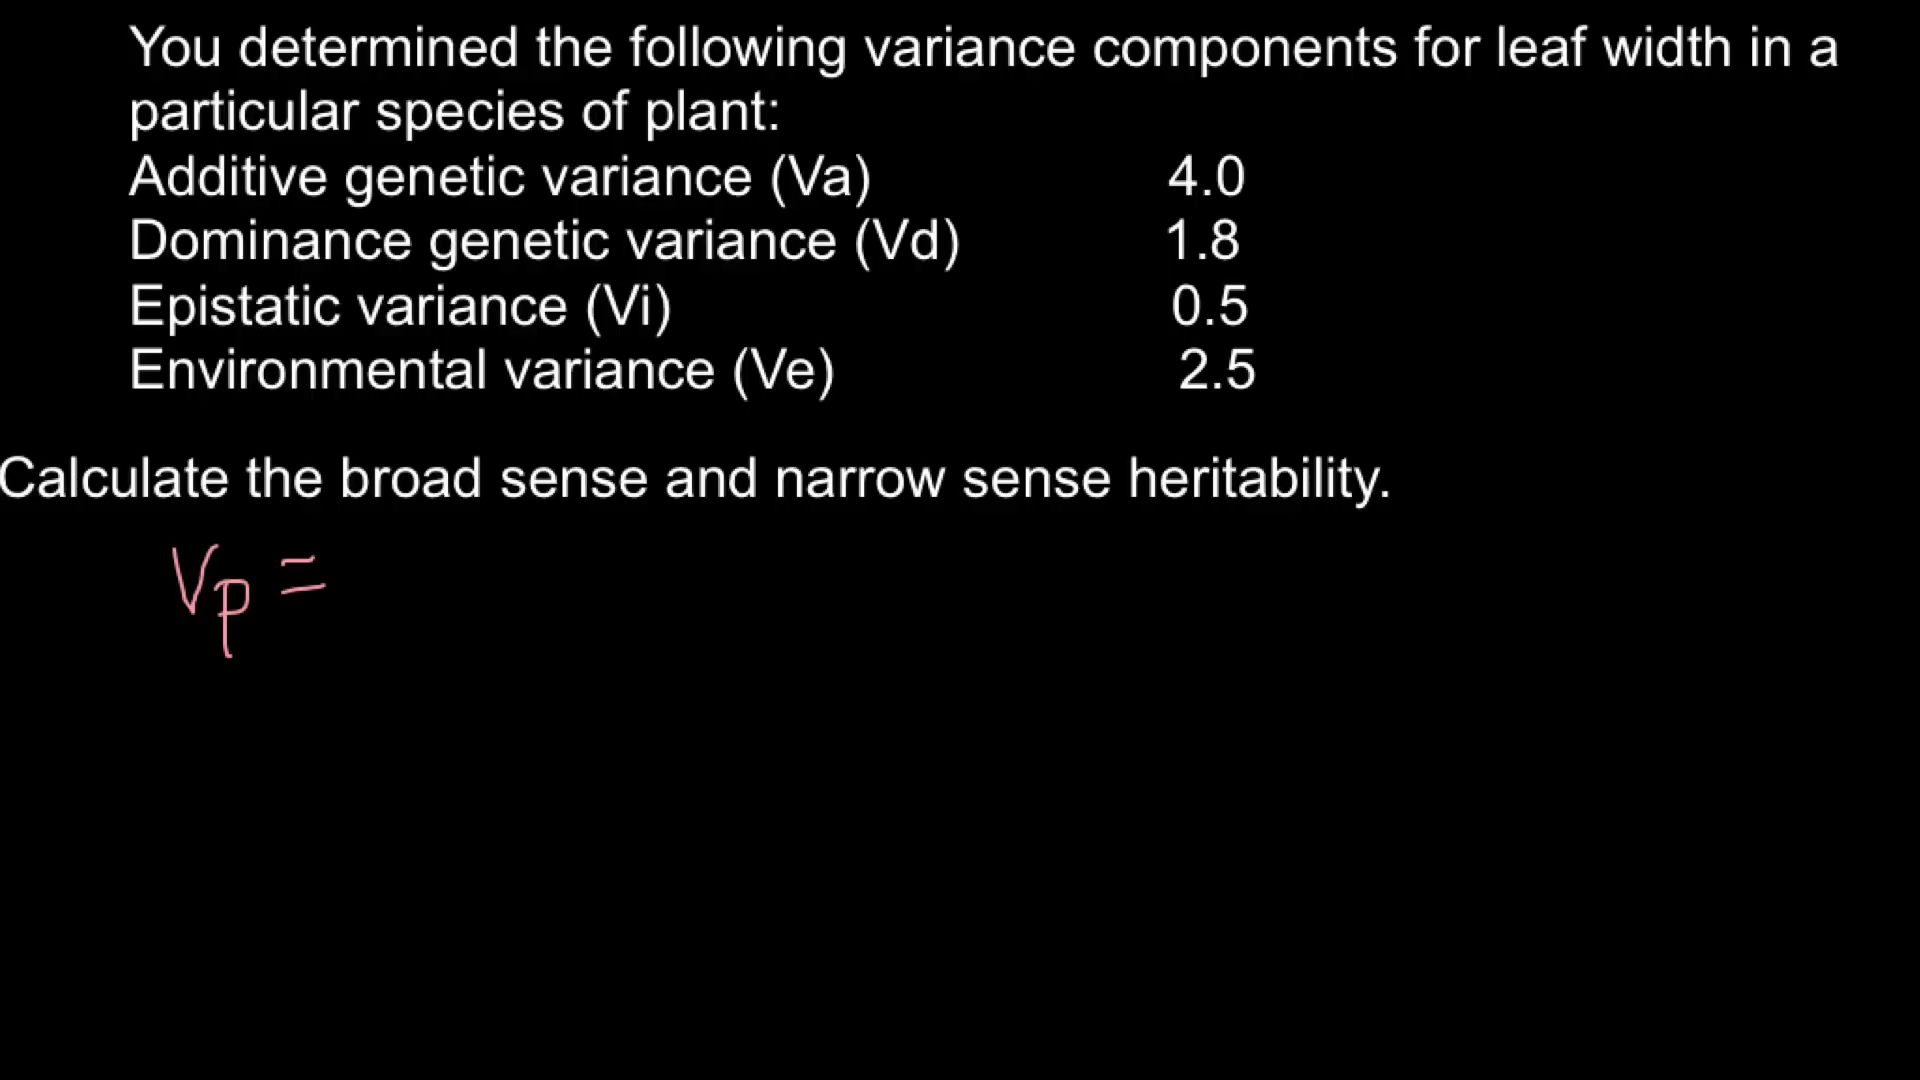 You determined the following variance components for leaf width in a
particular species of plant:
Additive genetic variance (Va) 4.0
Dominance genetic variance (Vd) 1.8
Epistatic variance (Vi) 0.5
Environmental variance (Ve) 2.5
Calculate the broad sense and narrow sense heritability.
Vp =